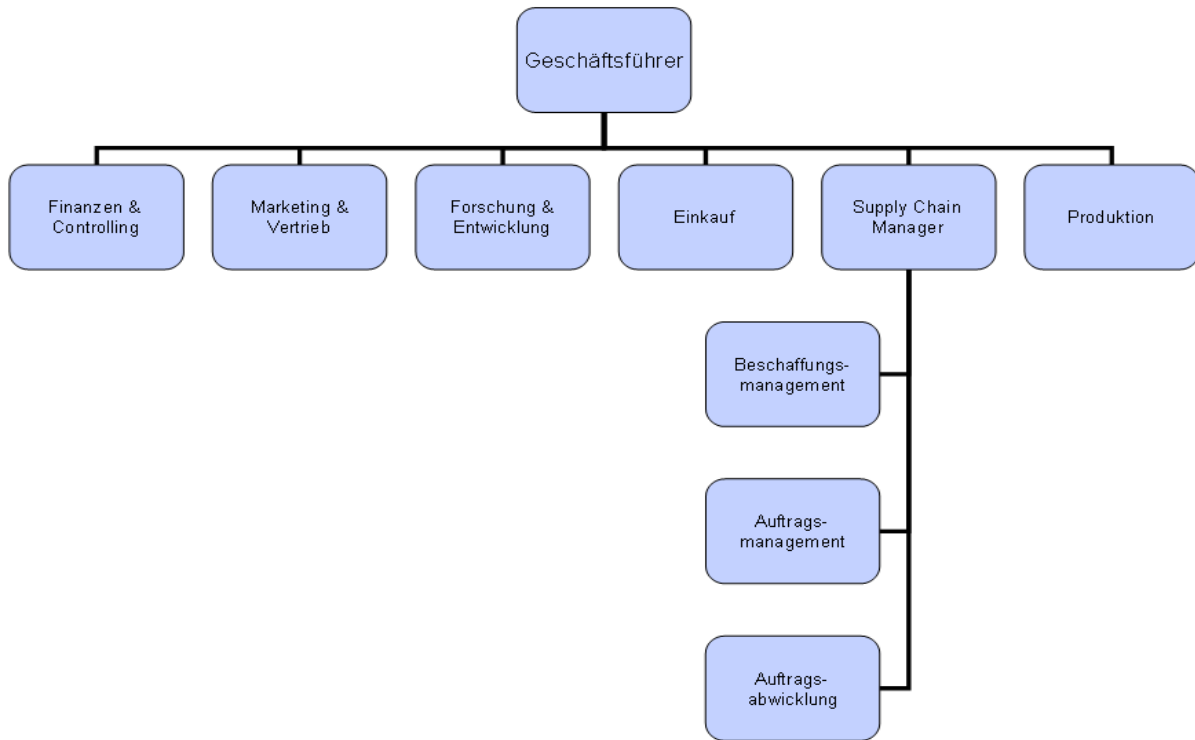 Geschäftsführer
Finanzen &
Controlling
Marketing &
Vertrieb
Forschung &
Entwicklung
Einkauf
Supply Chain
Manager
Produktion
Beschaffungs-
management
Auftrags-
management
Auftrags-
abwicklung